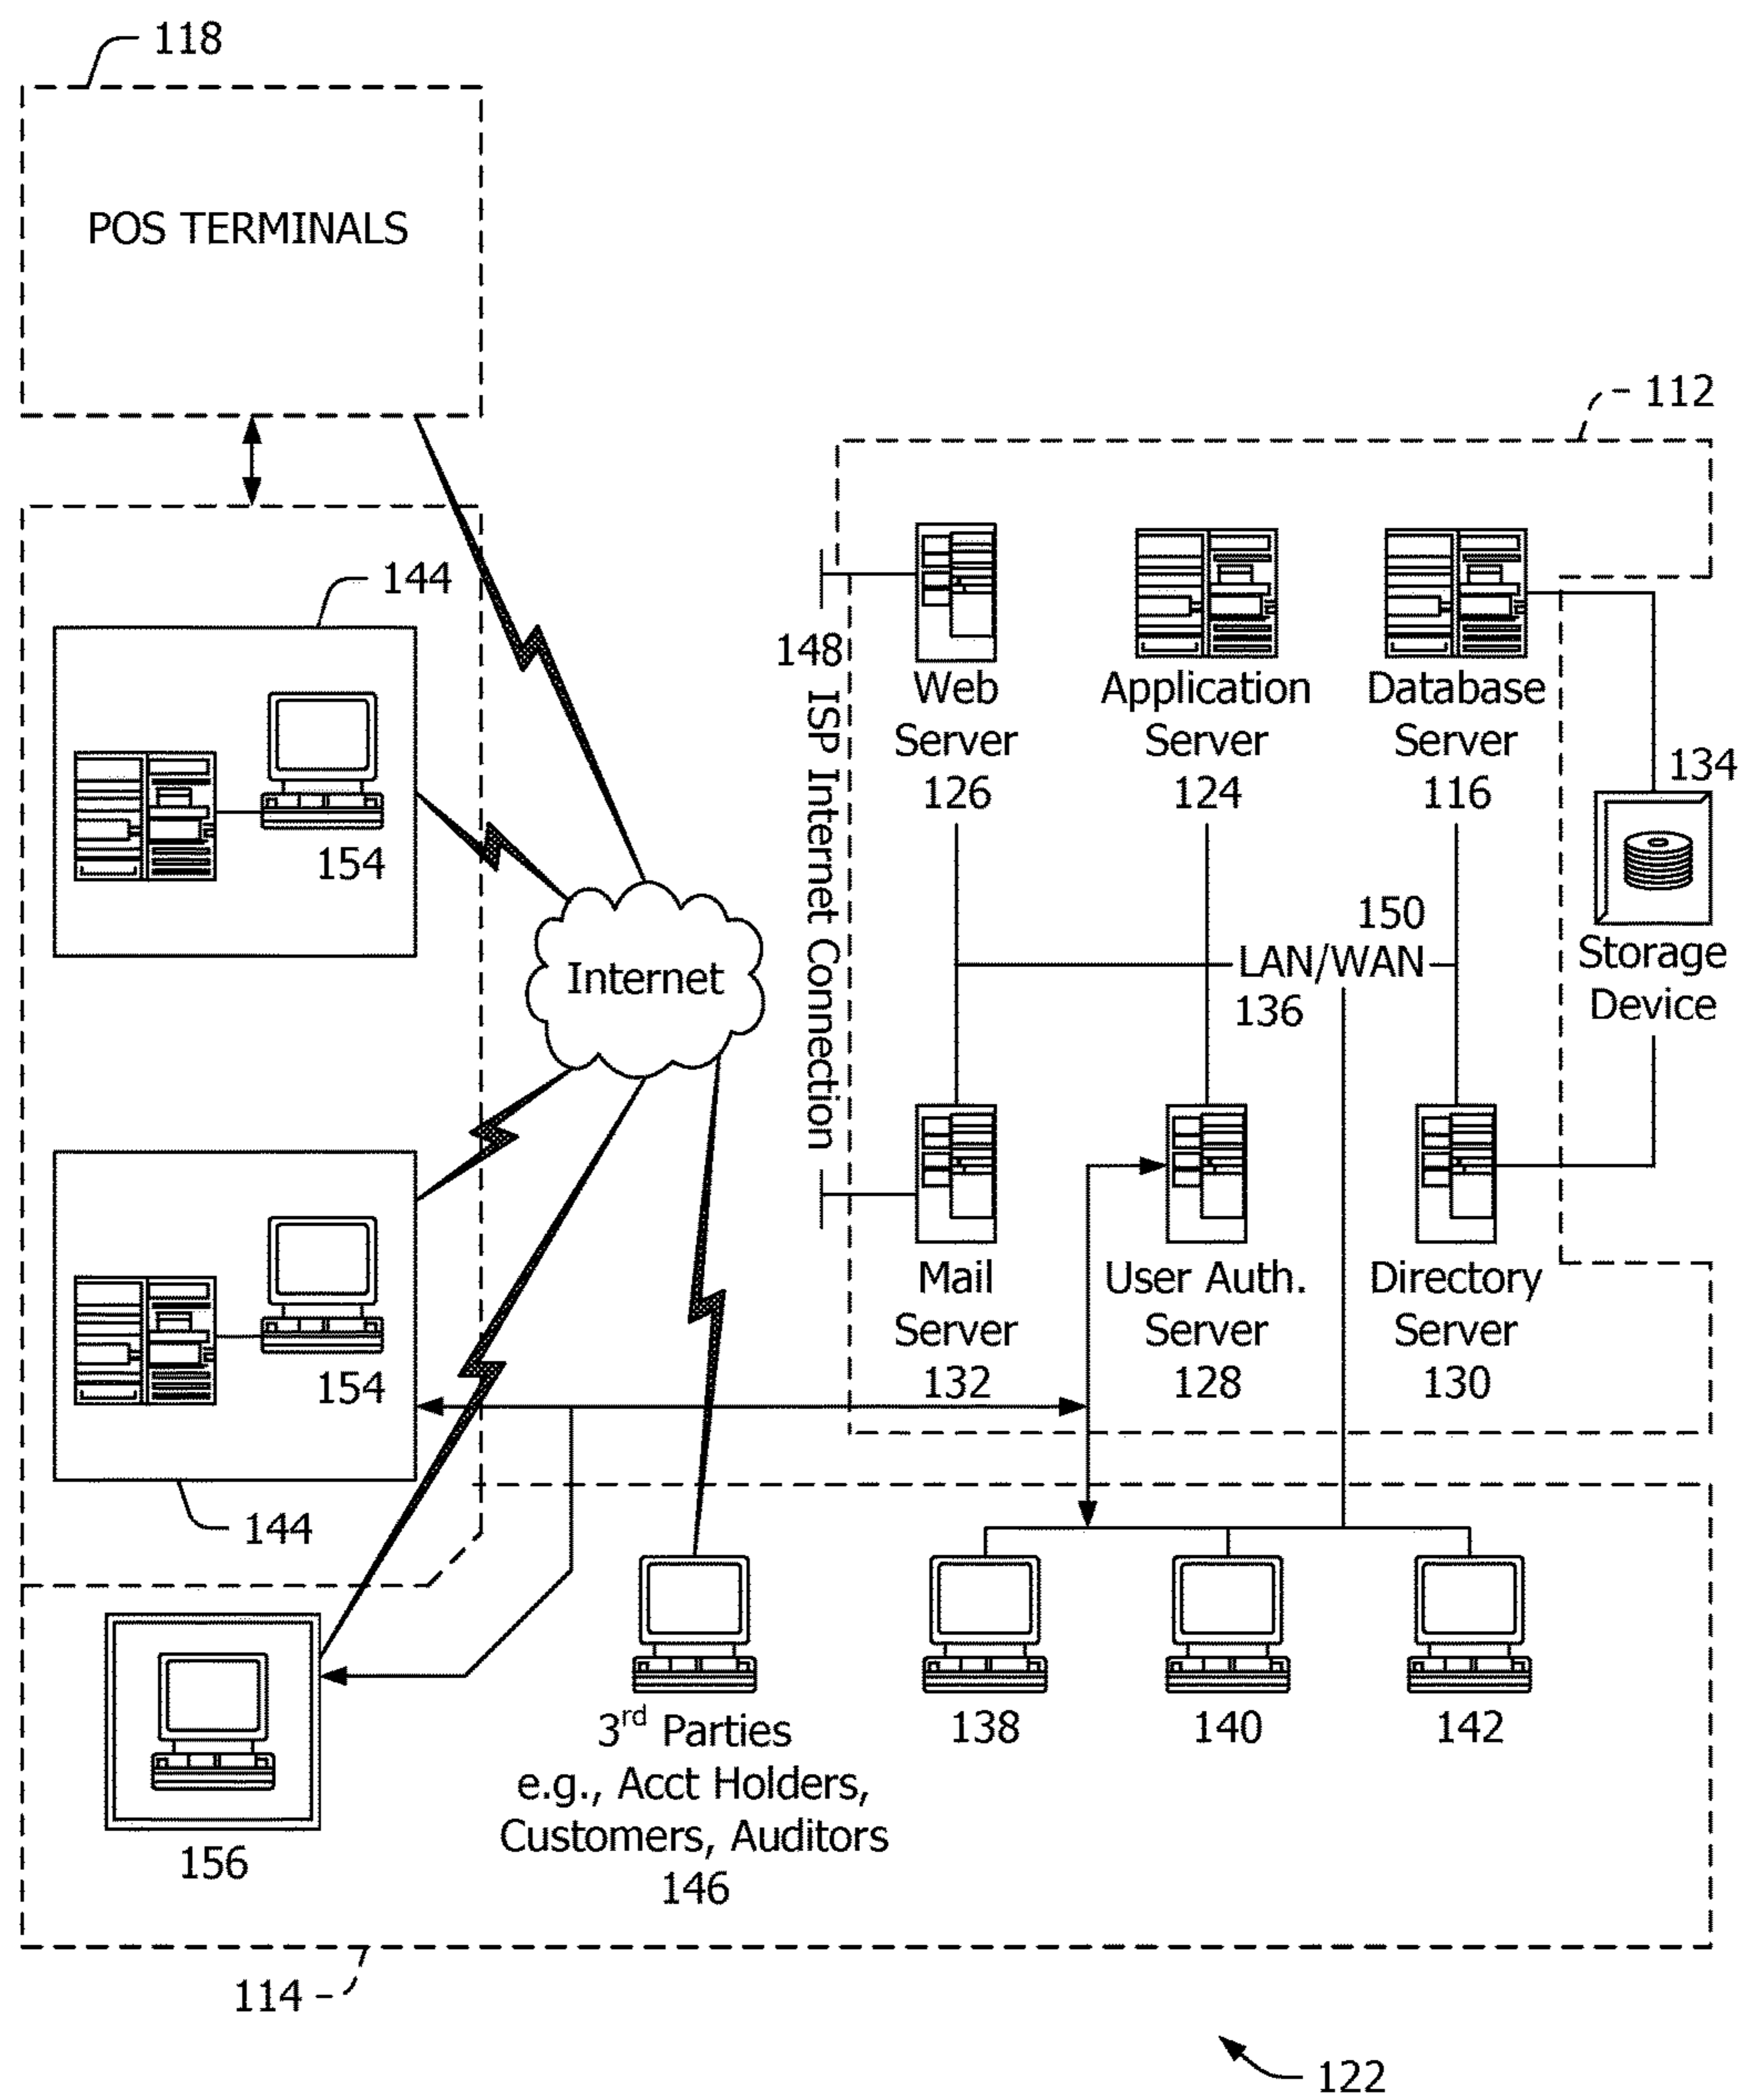 118
POS TERMINALS
112
144
148 ISP Internet Connection
Web
Server
126
Application
Server
124
Database
Server
116
134
Storage
Device
154
Internet
150
LAN/WAN
136
154
144
Mail
Server
132
User Auth.
Server
128
Directory
Server
130
156
3rd Parties
e.g., Acct Holders,
Customers, Auditors
146
138
140
142
114
122